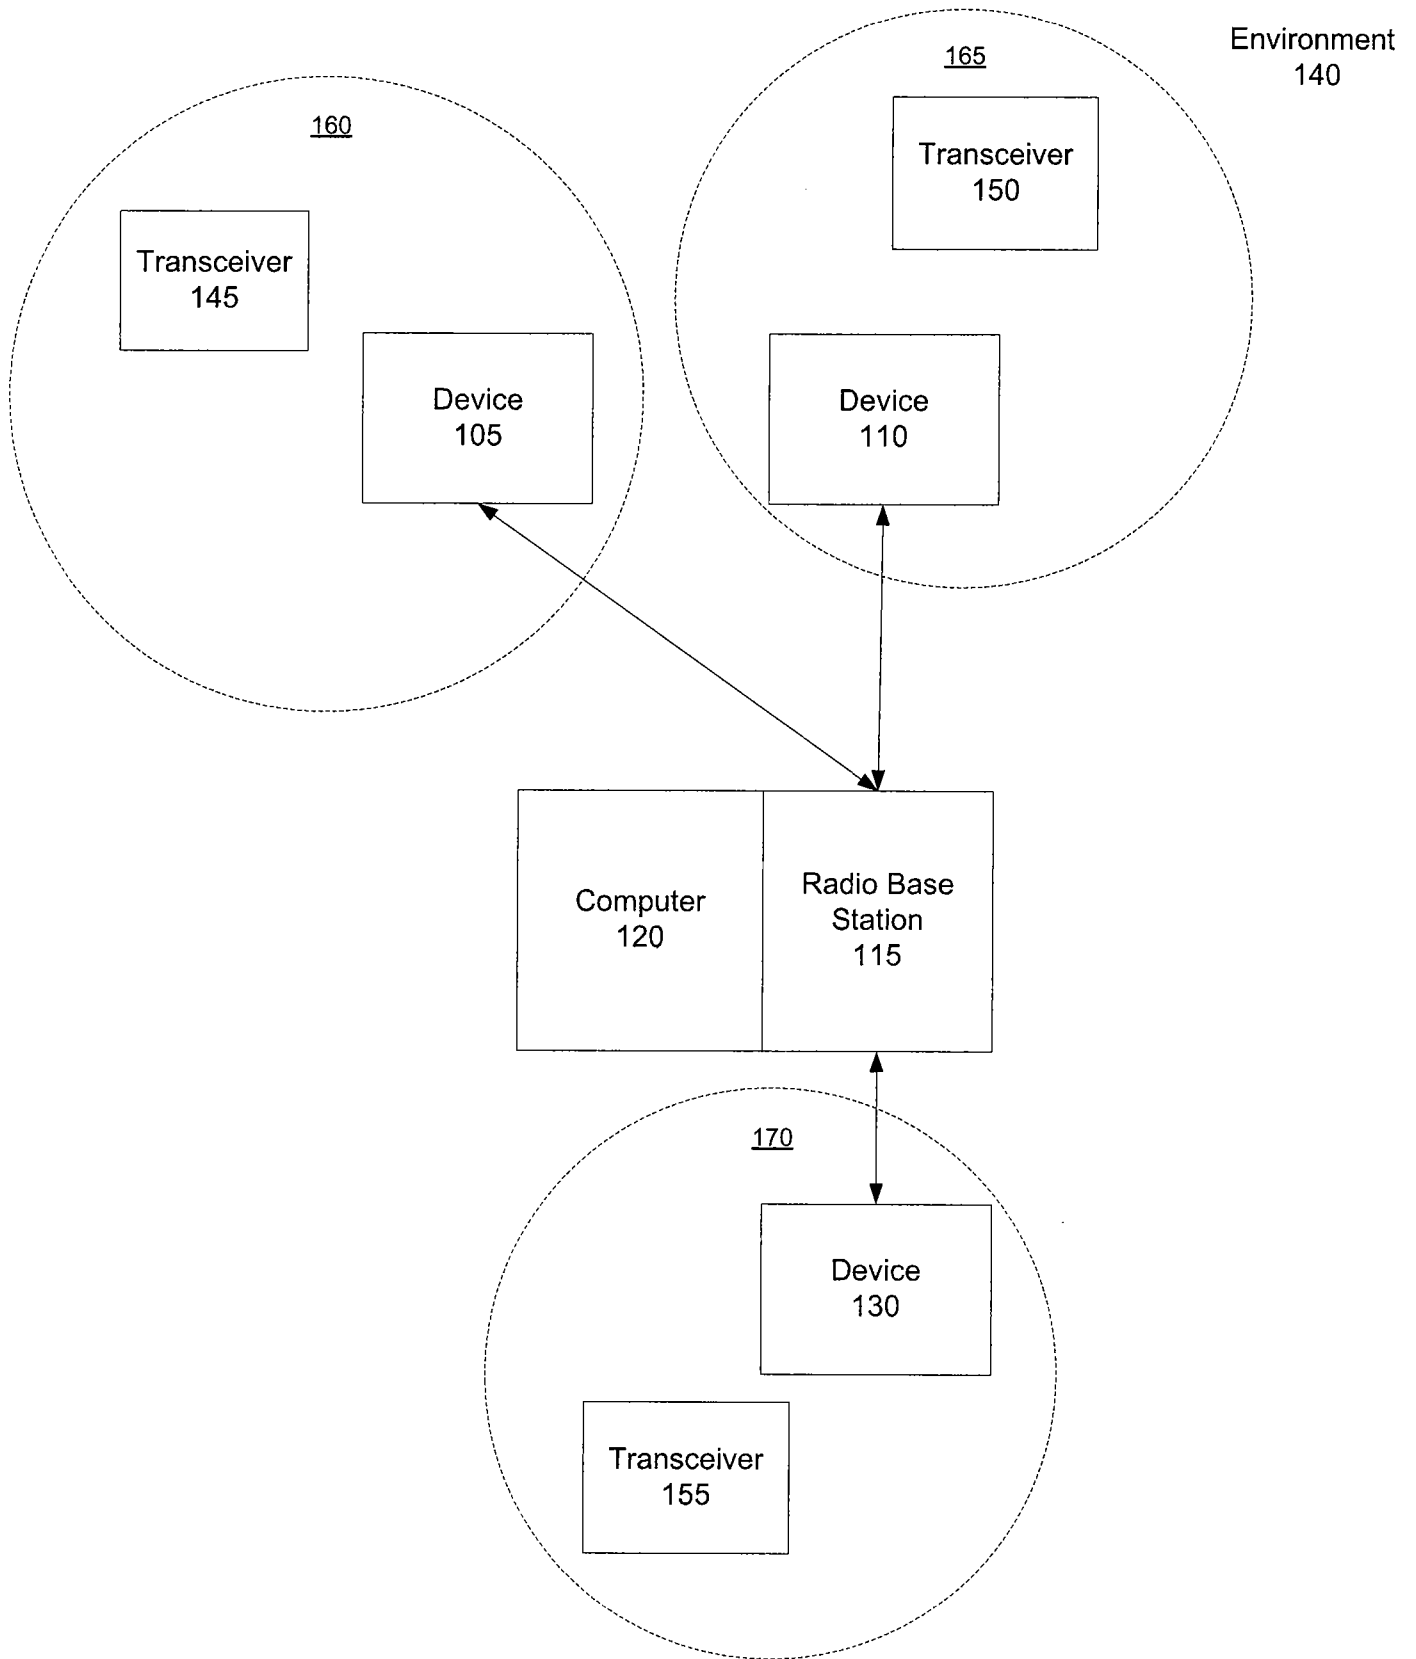 Environment
140
165
160
Transceiver
150
Transceiver
145
Device
105
Device
110
Computer
120
Radio Base
Station
115
170
Device
130
Transceiver
155